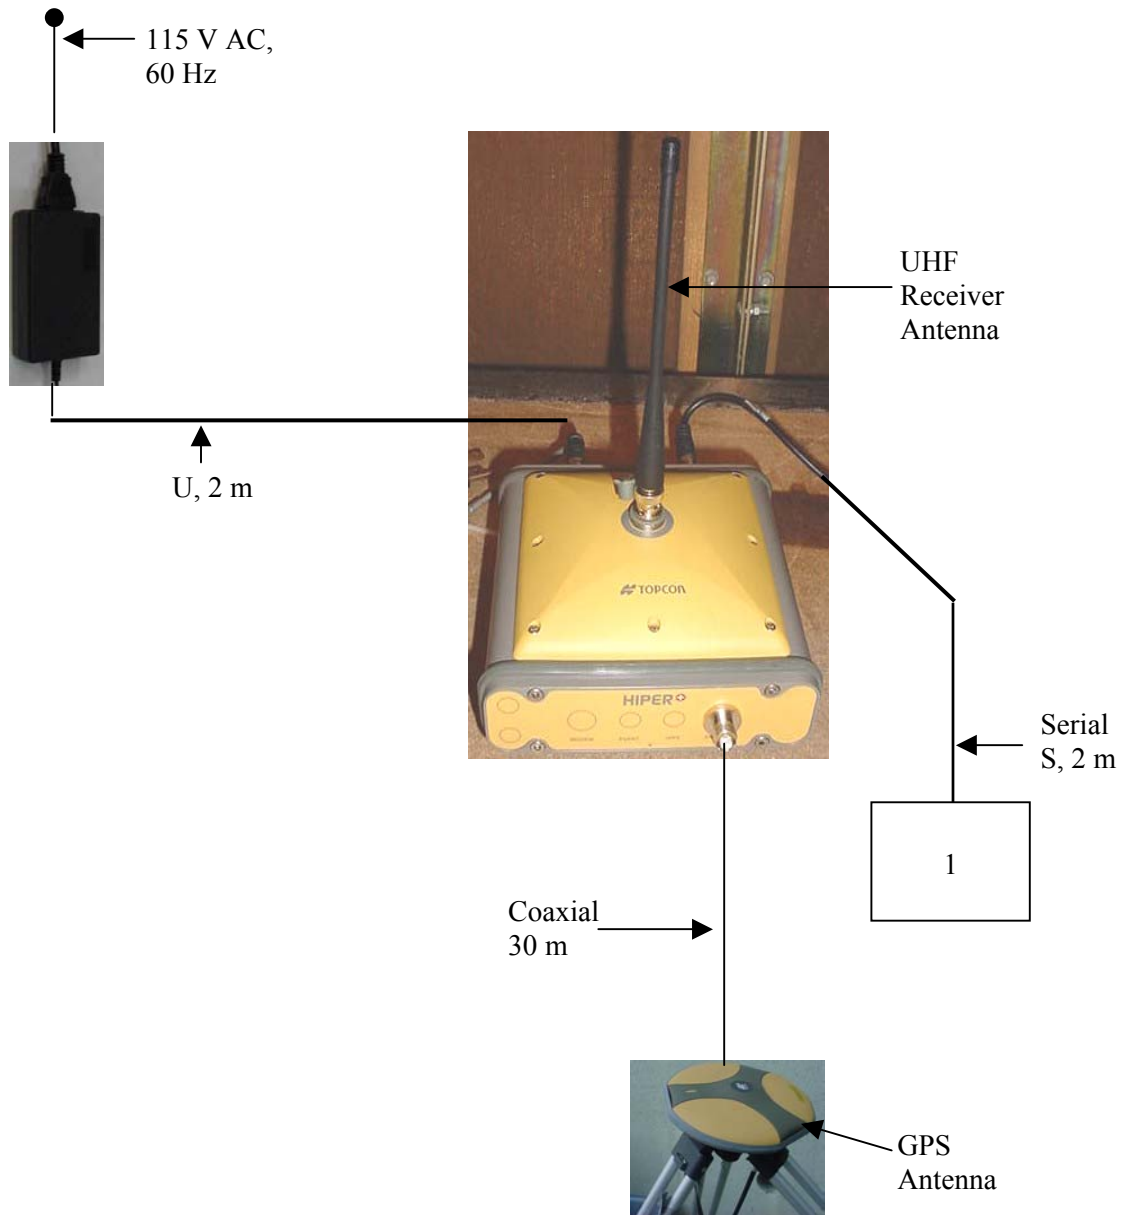 115 V AC,
60 Hz
UHF
Receiver
Antenna
U, 2 m
TOPCON
HIPER+
Serial
S, 2 m
1
Coaxial
30 m
GPS
Antenna